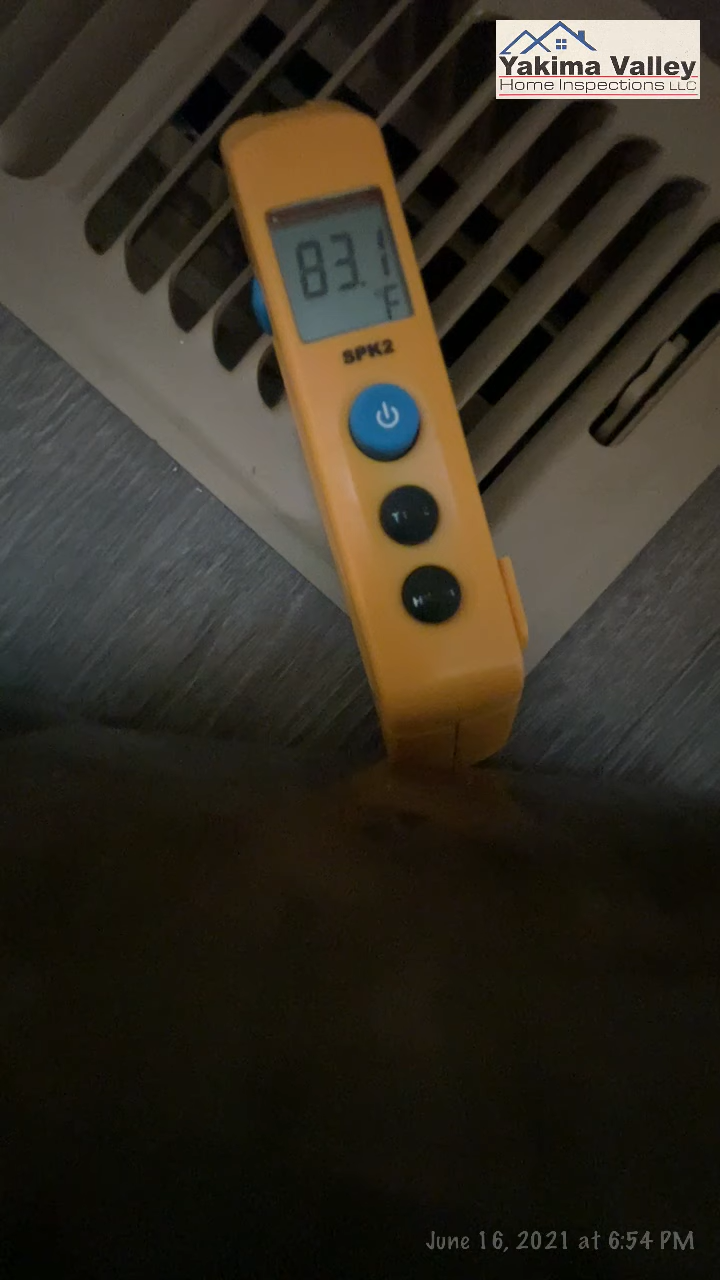 Yakima Valley
Home Inspections LLC
83.1
°F
SPK2
June 16, 2021 at 6:54 PM